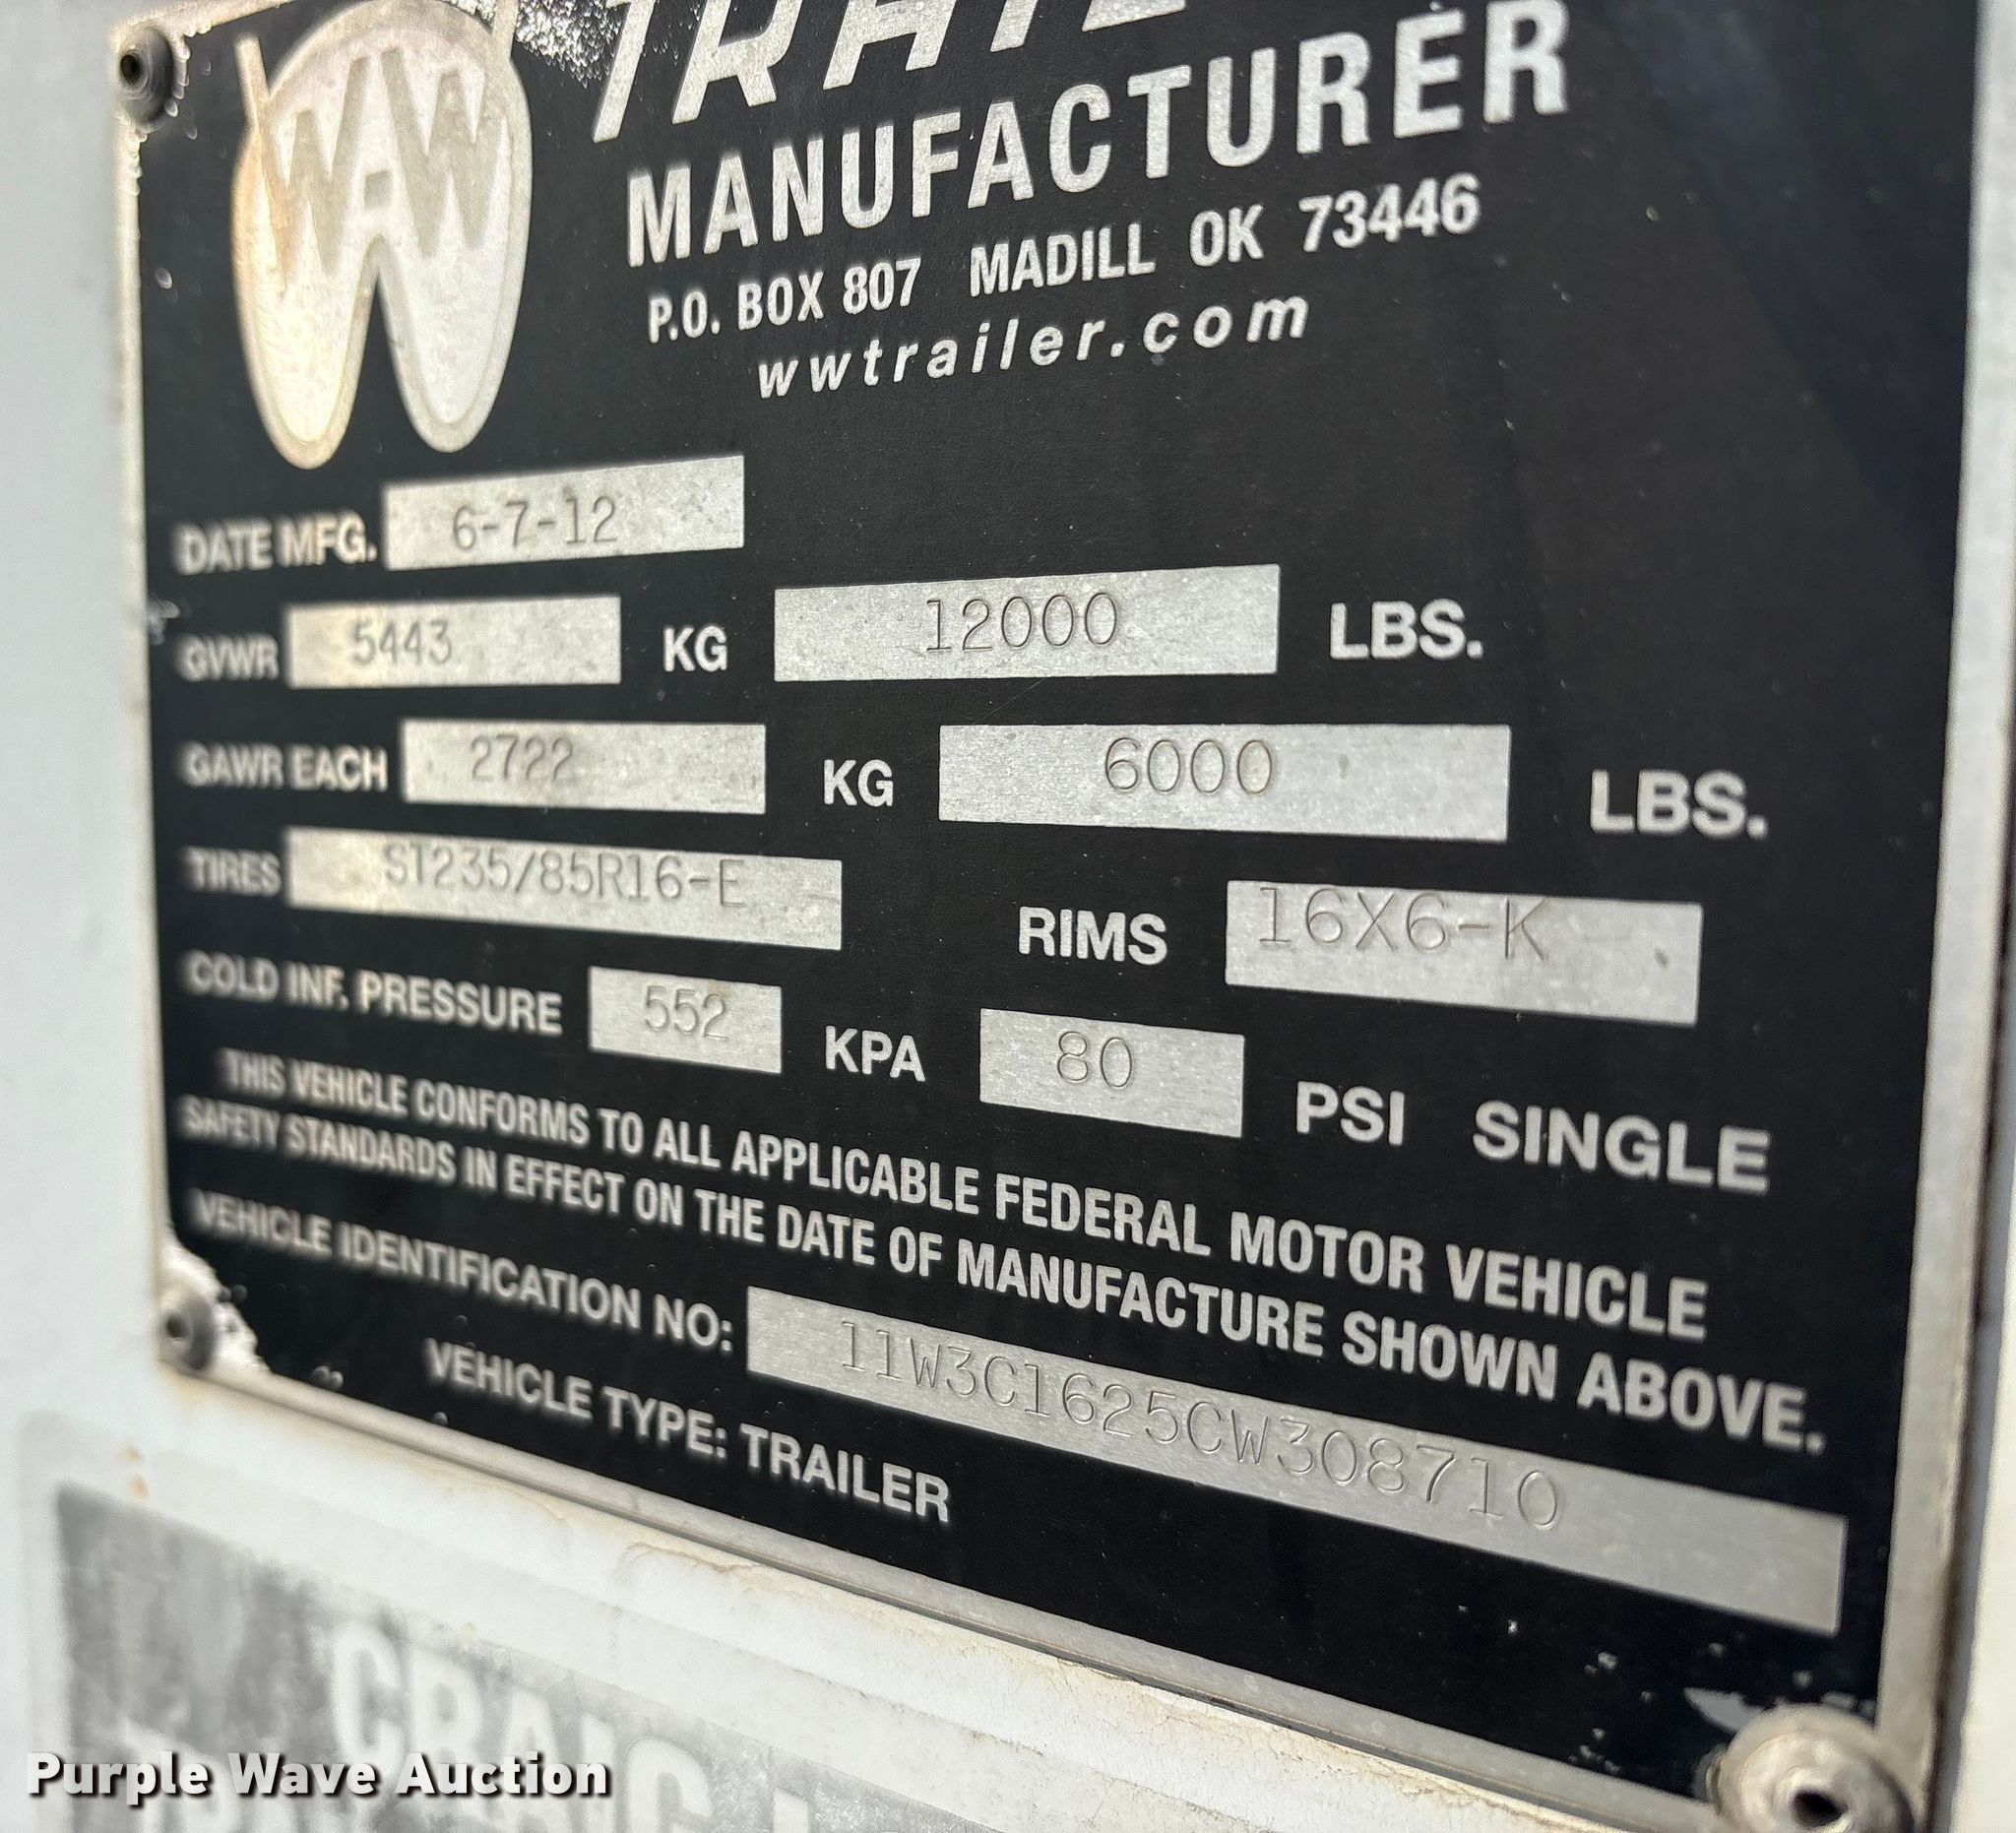 W-W TRAILER
MANUFACTURER
P.O. BOX 807 MADILL OK 73446
wwtrailer.com
DATE MFG. 6-7-12
GVWR 5443 KG 12000 LBS.
GAWR EACH 2722 KG 6000 LBS.
TIRES ST235/85R16-E RIMS 16X6-K
COLD INF. PRESSURE 552 KPA 80 PSI SINGLE
THIS VEHICLE CONFORMS TO ALL APPLICABLE FEDERAL MOTOR VEHICLE
SAFETY STANDARDS IN EFFECT ON THE DATE OF MANUFACTURE SHOWN ABOVE.
VEHICLE IDENTIFICATION NO: 11W3C1625CW308710
VEHICLE TYPE: TRAILER
CRAIG
Purple Wave Auction